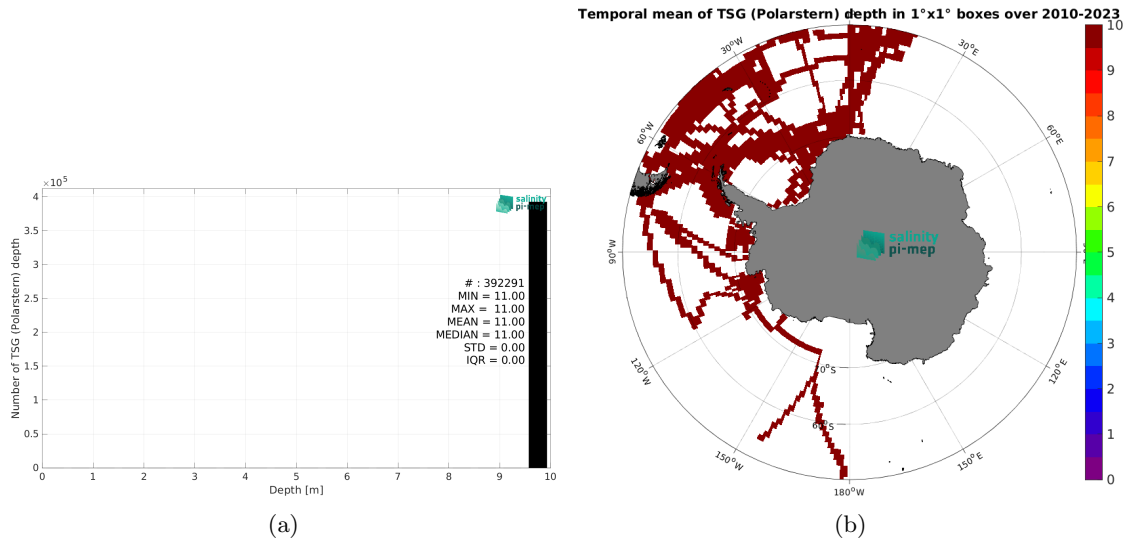 ×10⁵
4
3.5
3
2.5
2
1.5
1
0.5
0
Number of TSG (Polarstern) depth
salinity
pi-mep
# : 392291
MIN = 11.00
MAX = 11.00
MEAN = 11.00
MEDIAN = 11.00
STD = 0.00
IQR = 0.00
0 1 2 3 4 5 6 7 8 9 10
Depth [m]
(a)
Temporal mean of TSG (Polarstern) depth in 1°x1° boxes over 2010-2023
30°W
30°E
60°W
60°E
90°W
120°W
120°E
150°W
150°E
180°W
70°S
60°S
salinity
pi-mep
10
9
8
7
6
5
4
3
2
1
0
(b)